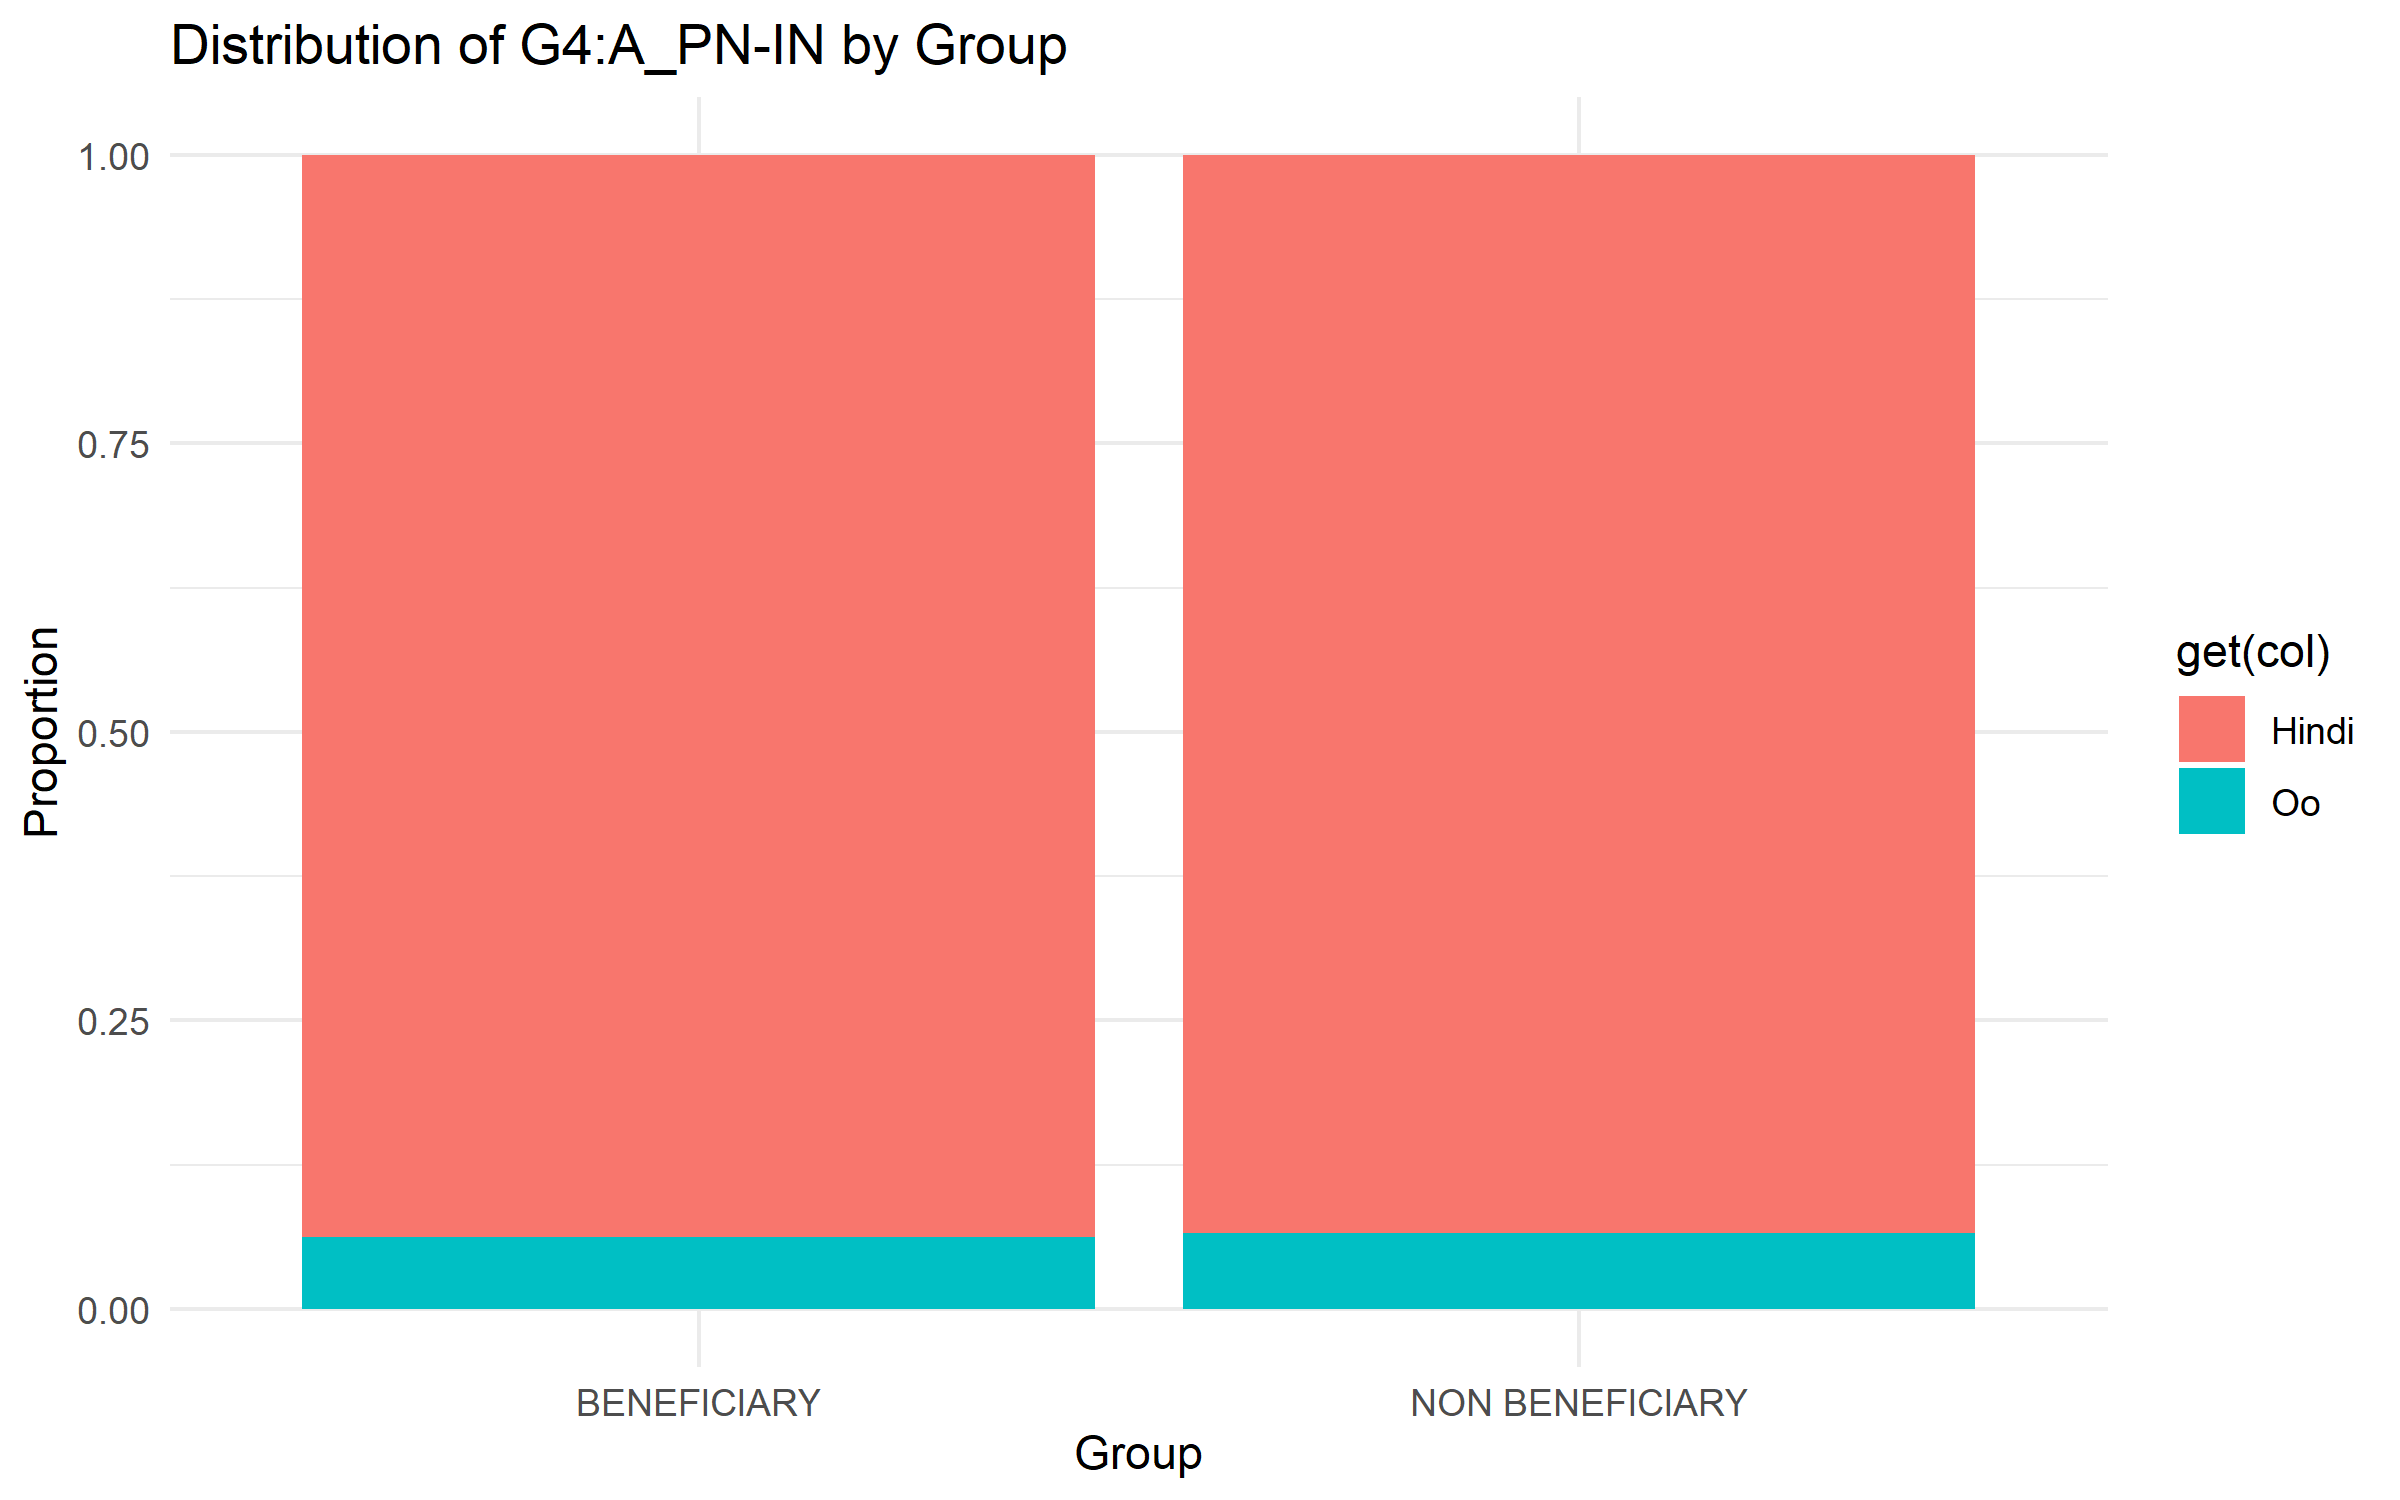 Distribution of G4:A_PN-IN by Group
1.00
0.75
0.50
0.25
0.00
Proportion
BENEFICIARY
NON BENEFICIARY
Group
get(col)
Hindi
Oo